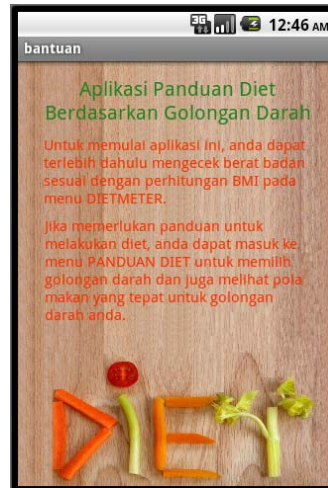 3G 12:46 AM
bantuan
Aplikasi Panduan Diet
Berdasarkan Golongan Darah
Untuk memulai aplikasi ini, anda dapat
terlebih dahulu mengecek berat badan
sesuai dengan perhitungan BMI pada
menu DIETMETER.
Jika memerlukan panduan untuk
melakukan diet, anda dapat masuk ke
menu PANDUAN DIET untuk memilih
golongan darah dan juga melihat pola
makan yang tepat untuk golongan
darah anda.
DiET